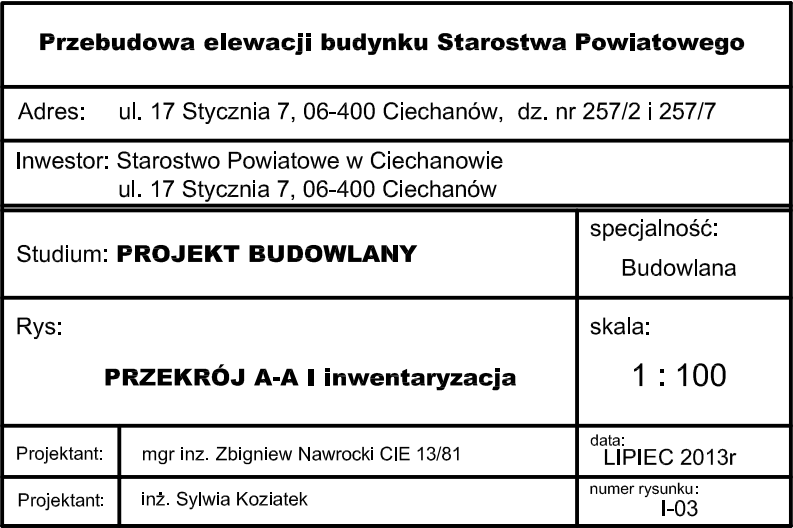 Przebudowa elewacji budynku Starostwa Powiatowego
Adres: ul. 17 Stycznia 7, 06-400 Ciechanów, dz. nr 257/2 i 257/7
Inwestor: Starostwo Powiatowe w Ciechanowie
ul. 17 Stycznia 7, 06-400 Ciechanów
Studium: PROJEKT BUDOWLANY
specjalność:
Budowlana
Rys:
PRZEKRÓJ A-A I inwentaryzacja
skala:
1 : 100
Projektant: mgr inz. Zbigniew Nawrocki CIE 13/81
data:
LIPIEC 2013r
Projektant: inż. Sylwia Koziatek
numer rysunku:
I-03